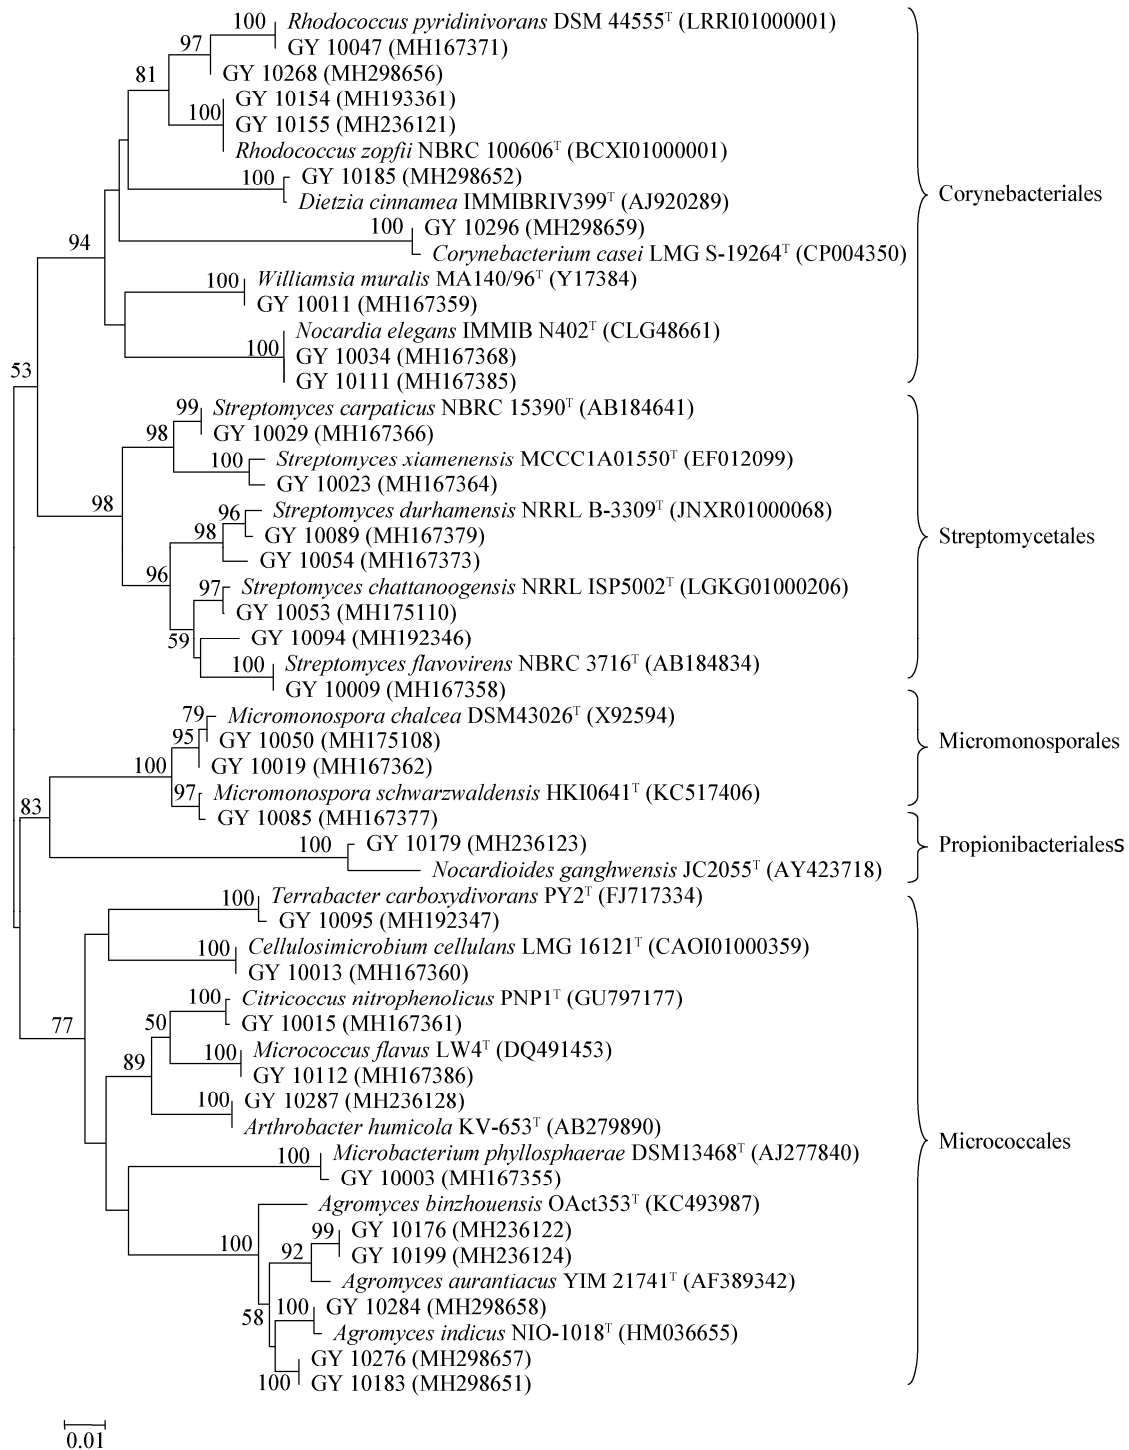 100 Rhodococcus pyridinivorans DSM 44555ᵀ (LRRI01000001)
97 GY 10047 (MH167371)
81 GY 10268 (MH298656)
GY 10154 (MH193361)
100 GY 10155 (MH236121)
Rhodococcus zopfii NBRC 100606ᵀ (BCXI01000001)
100 GY 10185 (MH298652)
Dietzia cinnamea IMMIBRIV399ᵀ (AJ920289)
Corynebacteriales
100 GY 10296 (MH298659)
94 Corynebacterium casei LMG S-19264ᵀ (CP004350)
100 Williamsia muralis MA140/96ᵀ (Y17384)
GY 10011 (MH167359)
Nocardia elegans IMMIB N402ᵀ (CLG48661)
100 GY 10034 (MH167368)
53 GY 10111 (MH167385)
99 Streptomyces carpaticus NBRC 15390ᵀ (AB184641)
98 GY 10029 (MH167366)
100 Streptomyces xiamenensis MCCC1A01550ᵀ (EF012099)
GY 10023 (MH167364)
98 96 Streptomyces durhamensis NRRL B-3309ᵀ (JNXR01000068)
98 GY 10089 (MH167379)
Streptomycetales
GY 10054 (MH173373)
96 97 Streptomyces chattanoogensis NRRL ISP5002ᵀ (LGKG01000206)
GY 10053 (MH175110)
59 GY 10094 (MH192346)
100 Streptomyces flavovirens NBRC 3716ᵀ (AB184834)
GY 10009 (MH167358)
79 Micromonospora chalcea DSM43026ᵀ (X92594)
95 GY 10050 (MH175108)
Micromonosporales
100 GY 10019 (MH167362)
97 Micromonospora schwarzwaldensis HKI0641ᵀ (KC517406)
83 GY 10085 (MH167377)
100 GY 10179 (MH236123)
Propionibacterialess
Nocardioides ganghwensis JC2055ᵀ (AY423718)
100 Terrabacter carboxydivorans PY2ᵀ (FJ717334)
GY 10095 (MH192347)
100 Cellulosimicrobium cellulans LMG 16121ᵀ (CAOI01000359)
GY 10013 (MH167360)
100 Citricoccus nitrophenolicus PNP1ᵀ (GU797177)
77 50 GY 10015 (MH167361)
100 Micrococcus flavus LW4ᵀ (DQ491453)
89 GY 10112 (MH167386)
100 GY 10287 (MH236128)
Arthrobacter humicola KV-653ᵀ (AB279890)
Micrococcales
100 Microbacterium phyllosphaerae DSM13468ᵀ (AJ277840)
GY 10003 (MH167355)
Agromyces binzhouensis OAct353ᵀ (KC493987)
99 GY 10176 (MH236122)
100 92 GY 10199 (MH236124)
Agromyces aurantiacus YIM 21741ᵀ (AF389342)
58 100 GY 10284 (MH298658)
Agromyces indicus NIO-1018ᵀ (HM036655)
GY 10276 (MH298657)
100 GY 10183 (MH298651)
0.01